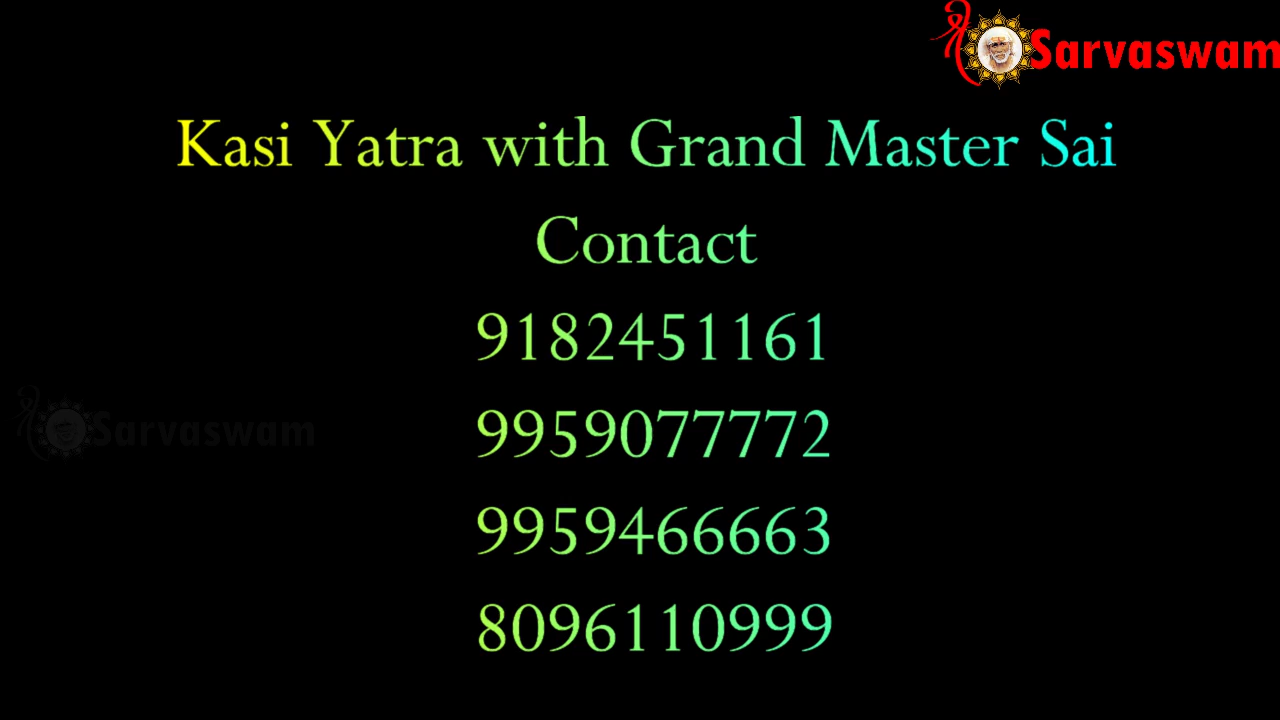 श्री Sarvaswam
Kasi Yatra with Grand Master Sai
Contact
9182451161
9959077772
Sarvaswam
9959466663
8096110999